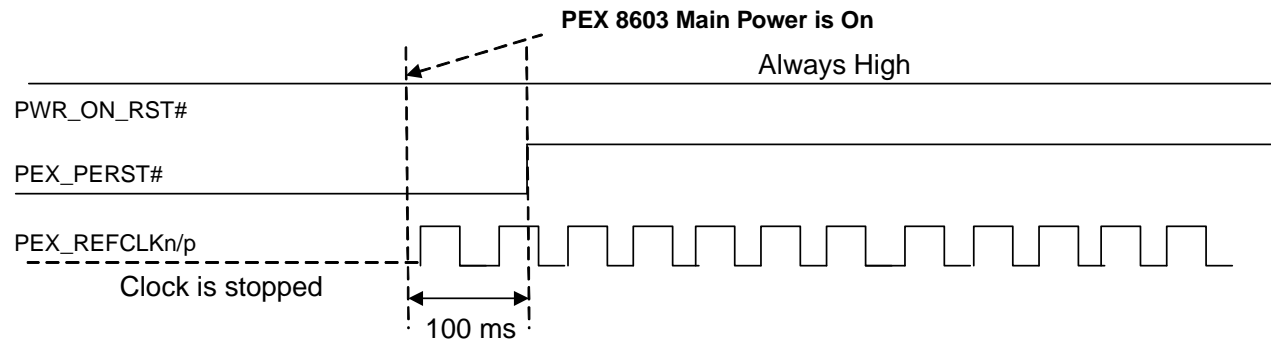 PEX 8603 Main Power is On
Always High
PWR_ON_RST#
PEX_PERST#
PEX_REFCLKn/p
Clock is stopped
100 ms